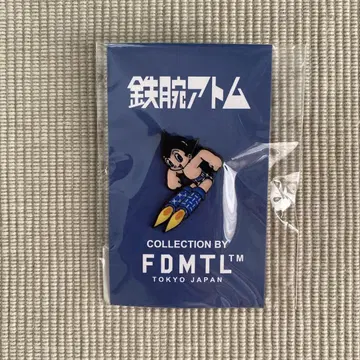 鉄腕アトム
COLLECTION BY
FDMTL™
TOKYO JAPAN